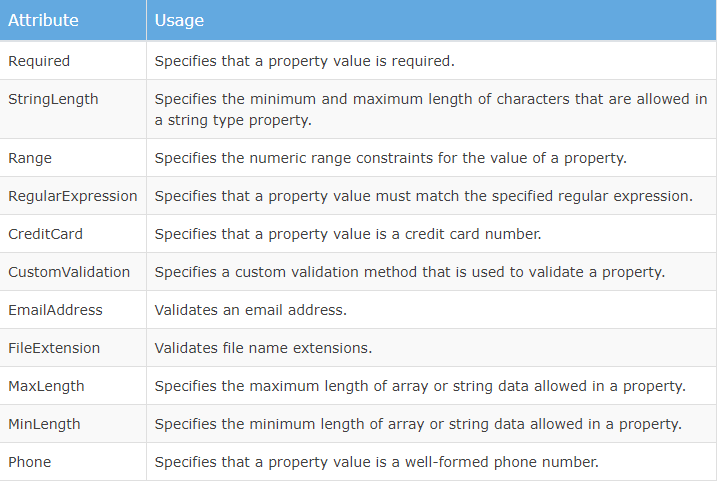 Attribute Usage
Required Specifies that a property value is required.
StringLength Specifies the minimum and maximum length of characters that are allowed in
a string type property.
Range Specifies the numeric range constraints for the value of a property.
RegularExpression Specifies that a property value must match the specified regular expression.
CreditCard Specifies that a property value is a credit card number.
CustomValidation Specifies a custom validation method that is used to validate a property.
EmailAddress Validates an email address.
FileExtension Validates file name extensions.
MaxLength Specifies the maximum length of array or string data allowed in a property.
MinLength Specifies the minimum length of array or string data allowed in a property.
Phone Specifies that a property value is a well-formed phone number.